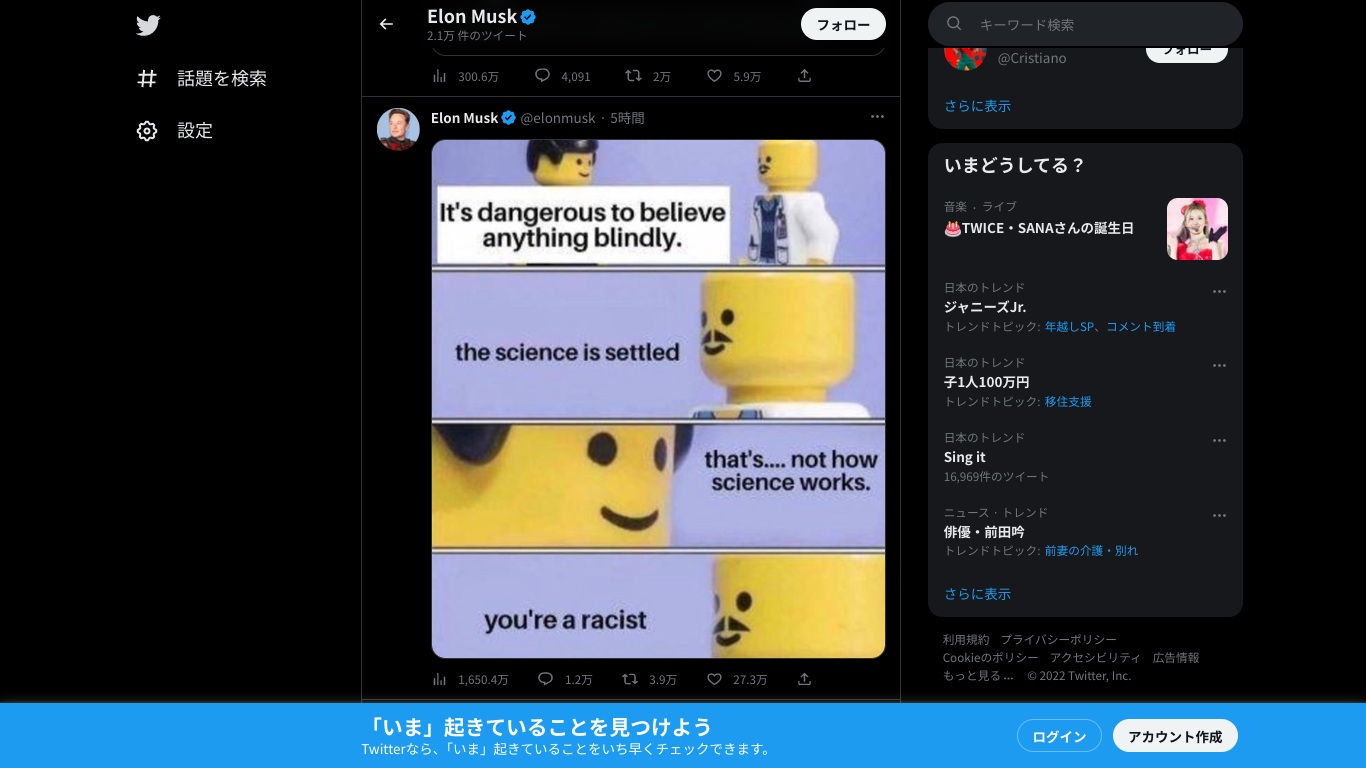 話題を検索
設定
Elon Musk
2.1万 件のツイート
フォロー
300.6万 4,091 2万 5.9万
Elon Musk @elonmusk · 5時間
It's dangerous to believe
anything blindly.
the science is settled
that's.... not how
science works.
you're a racist
1,650.4万 1.2万 3.9万 27.3万
キーワード検索
@Cristiano
フォロー
さらに表示
いまどうしてる？
音楽 · ライブ
🎂TWICE・SANAさんの誕生日
日本のトレンド
ジャニーズJr.
トレンドトピック: 年越しSP、コメント到着
日本のトレンド
子1人100万円
トレンドトピック: 移住支援
日本のトレンド
Sing it
16,969件のツイート
ニュース · トレンド
俳優・前田吟
トレンドトピック: 前妻の介護・別れ
さらに表示
利用規約 プライバシーポリシー
Cookieのポリシー アクセシビリティ 広告情報
もっと見る ... © 2022 Twitter, Inc.
「いま」起きていることを見つけよう
Twitterなら、「いま」起きていることをいち早くチェックできます。
ログイン
アカウント作成